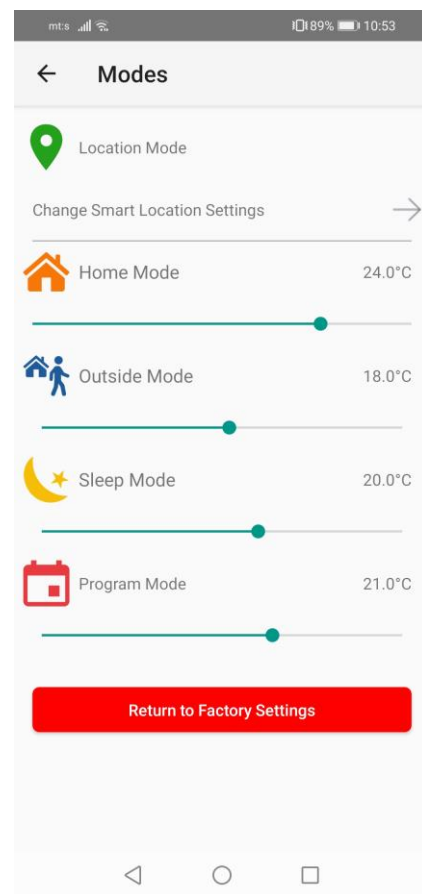 mt:s 89% 10:53
Modes
Location Mode
Change Smart Location Settings
Home Mode 24.0°C
Outside Mode 18.0°C
Sleep Mode 20.0°C
Program Mode 21.0°C
Return to Factory Settings